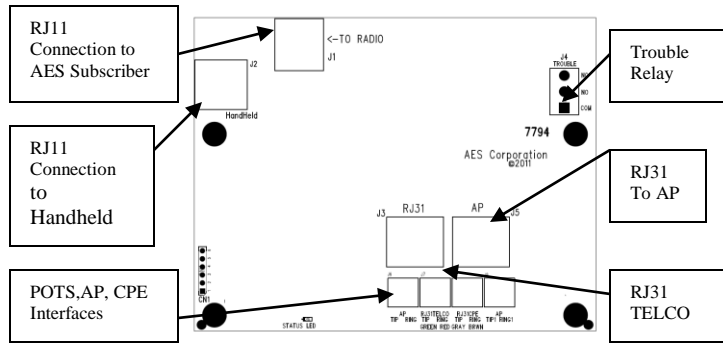 RJ11
Connection to
AES Subscriber
<-TO RADIO
J1
J2
HandHeld
J4
TROUBLE
NO
COM
Trouble
Relay
7794
AES Corporation
©2011
RJ11
Connection
to
Handheld
RJ31
To AP
J3
RJ31
AP
J5
POTS,AP, CPE
Interfaces
CN1
STATUS LED
J7
AP
TIP RING
RJ31TELCO
TIP RING
RJ31CPE
TIP RING
AP
TIP1 RING1
GREEN RED GRAY BRWN
RJ31
TELCO